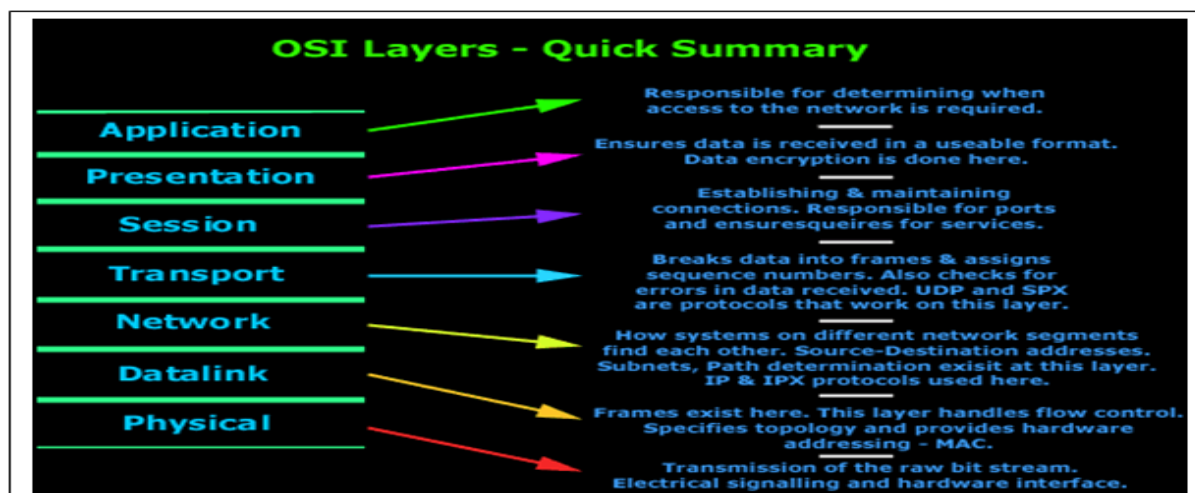 OSI Layers - Quick Summary
Application
Responsible for determining when
access to the network is required.
Presentation
Ensures data is received in a useable format.
Data encryption is done here.
Session
Establishing & maintaining
connections. Responsible for ports
and ensuresqueires for services.
Transport
Breaks data into frames & assigns
sequence numbers. Also checks for
errors in data received. UDP and SPX
are protocols that work on this layer.
Network
How systems on different network segments
find each other. Source-Destination addresses.
Subnets, Path determination exisit at this layer.
IP & IPX protocols used here.
Datalink
Frames exist here. This layer handles flow control.
Specifies topology and provides hardware
addressing - MAC.
Physical
Transmission of the raw bit stream.
Electrical signalling and hardware interface.